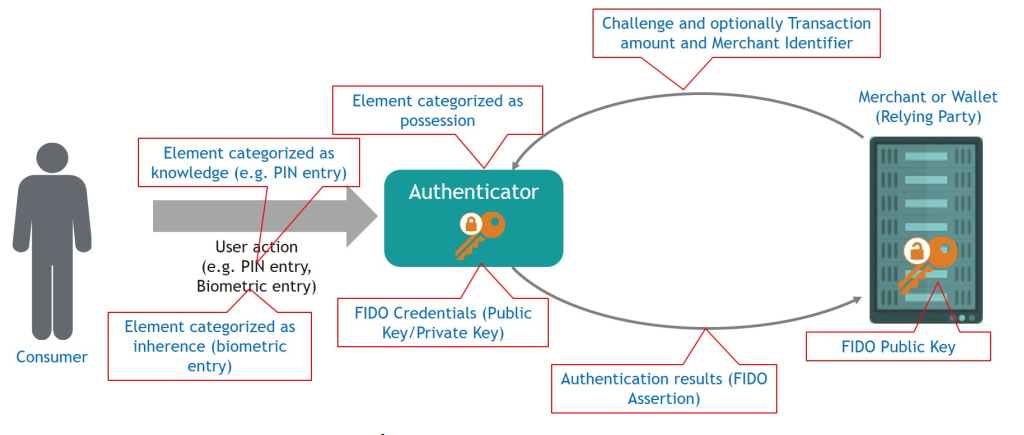 Challenge and optionally Transaction
amount and Merchant Identifier
Merchant or Wallet
(Relying Party)
Element categorized as
possession
Element categorized as
knowledge (e.g. PIN entry)
Authenticator
User action
(e.g. PIN entry,
Biometric entry)
FIDO Credentials (Public
Key/Private Key)
Element categorized as
inherence (biometric
entry)
Consumer
FIDO Public Key
Authentication results (FIDO
Assertion)